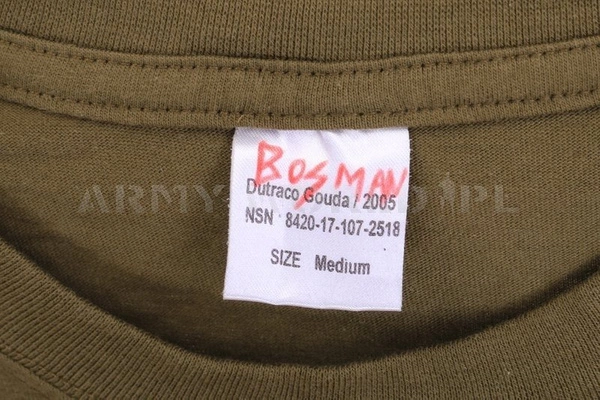 BOSMAN
Dutraco Gouda / 2005
NSN 8420-17-107-2518
SIZE Medium